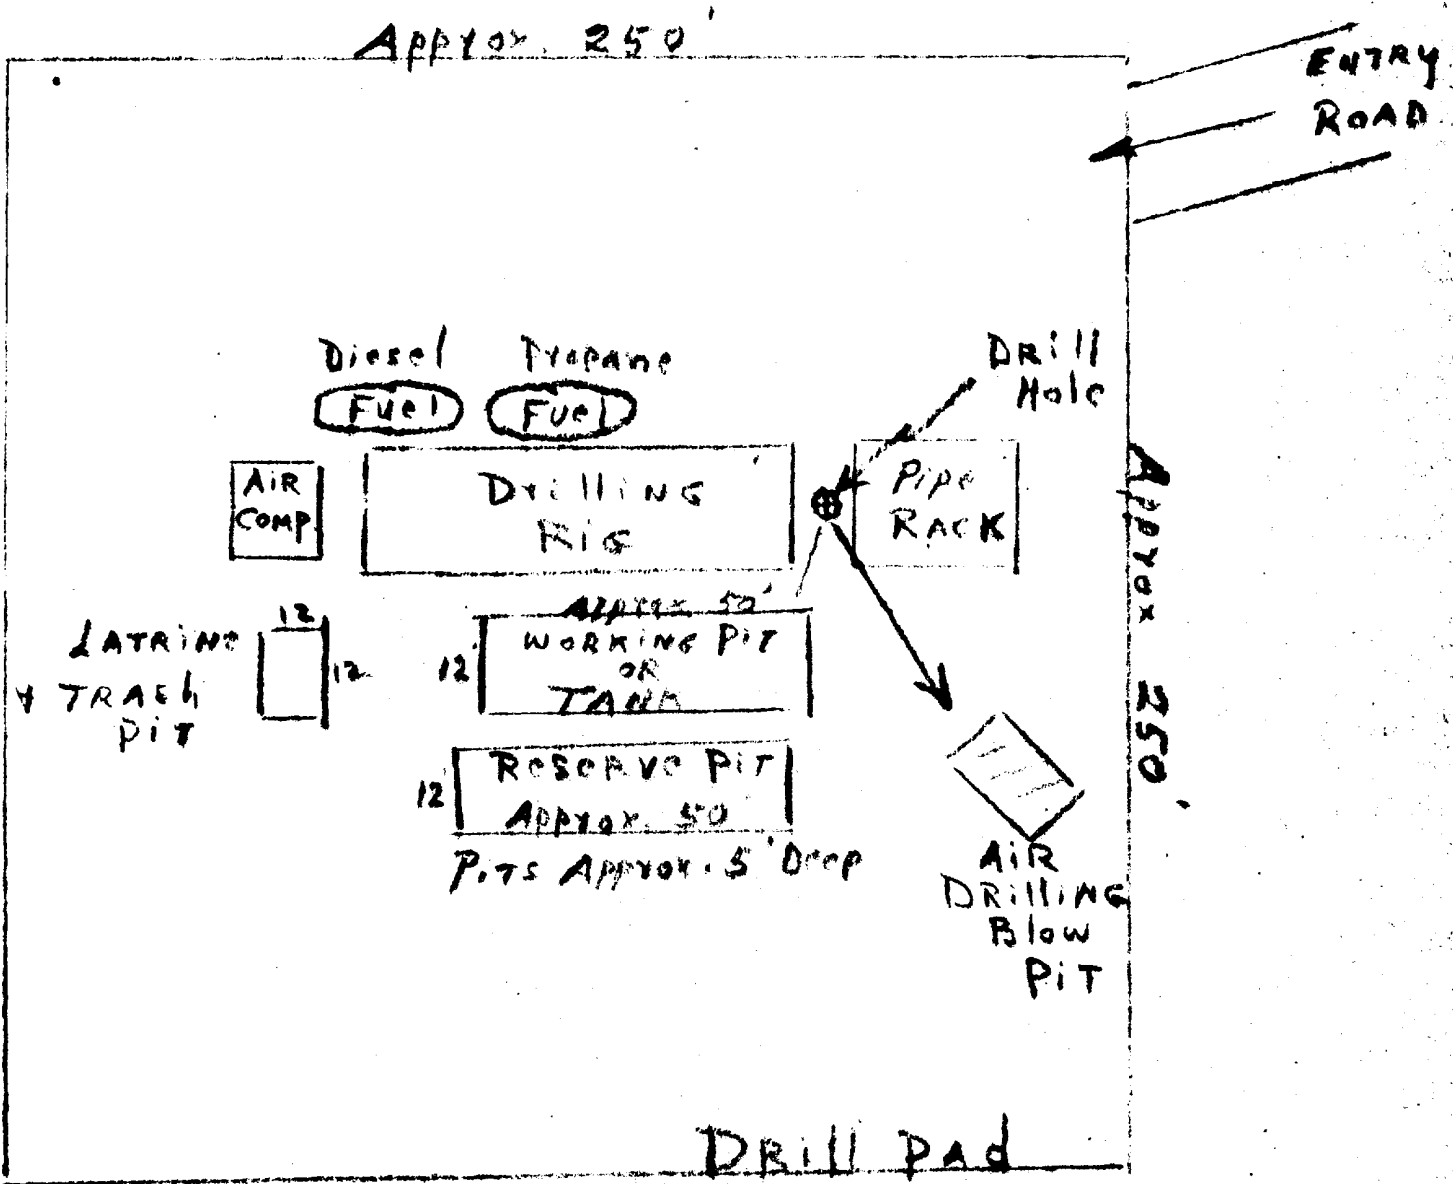 Approx. 250'
ENTRY
ROAD
Diesel
Fuel
Propane
Fuel
Drill
Hole
AiR
COMP.
Drilling
Rig
Pipe
RACK
Approx 250'
LATRINE
& TRASh
PiT
12
12
Approx. 50'
12'
WORKING PiT
OR
TANK
12
Reserve PiT
Approx. 50'
Pits Approx. 5' Deep
AiR
DRilliNG
Blow
PiT
DRill Pad